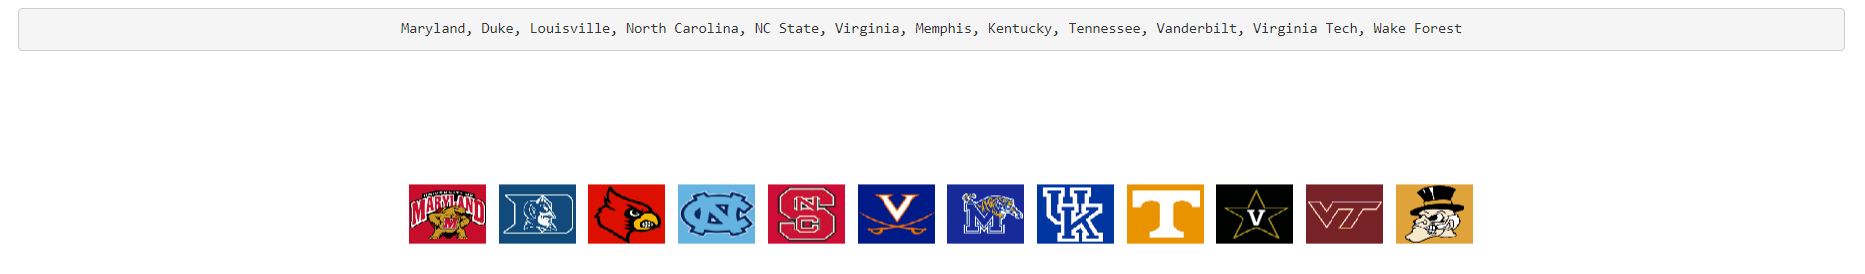 Maryland, Duke, Louisville, North Carolina, NC State, Virginia, Memphis, Kentucky, Tennessee, Vanderbilt, Virginia Tech, Wake Forest
UNIVERSITY OF
MARYLAND
M
D
NC
NCS
V
M
UK
T
V
VT